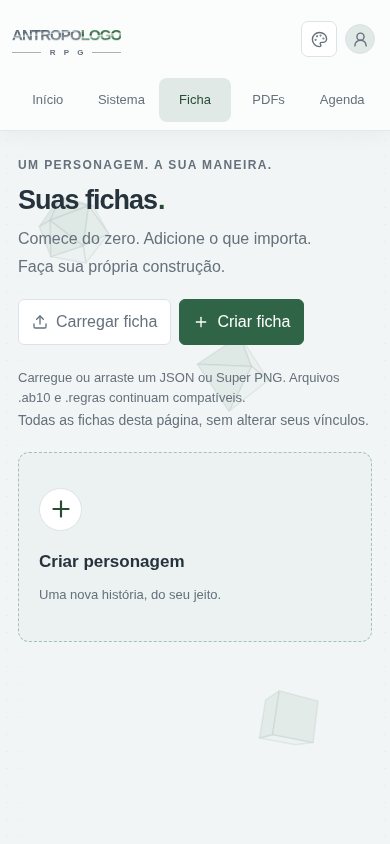 ANTROPOLOGO
RPG
Início
Sistema
Ficha
PDFs
Agenda
UM PERSONAGEM. A SUA MANEIRA.
Suas fichas.
Comece do zero. Adicione o que importa.
Faça sua própria construção.
Carregar ficha
Criar ficha
Carregue ou arraste um JSON ou Super PNG. Arquivos
.ab10 e .regras continuam compatíveis.
Todas as fichas desta página, sem alterar seus vínculos.
Criar personagem
Uma nova história, do seu jeito.